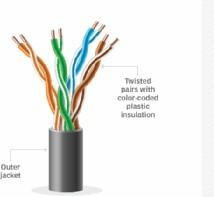 Twisted
pairs with
color-coded
plastic
insulation
Outer
jacket